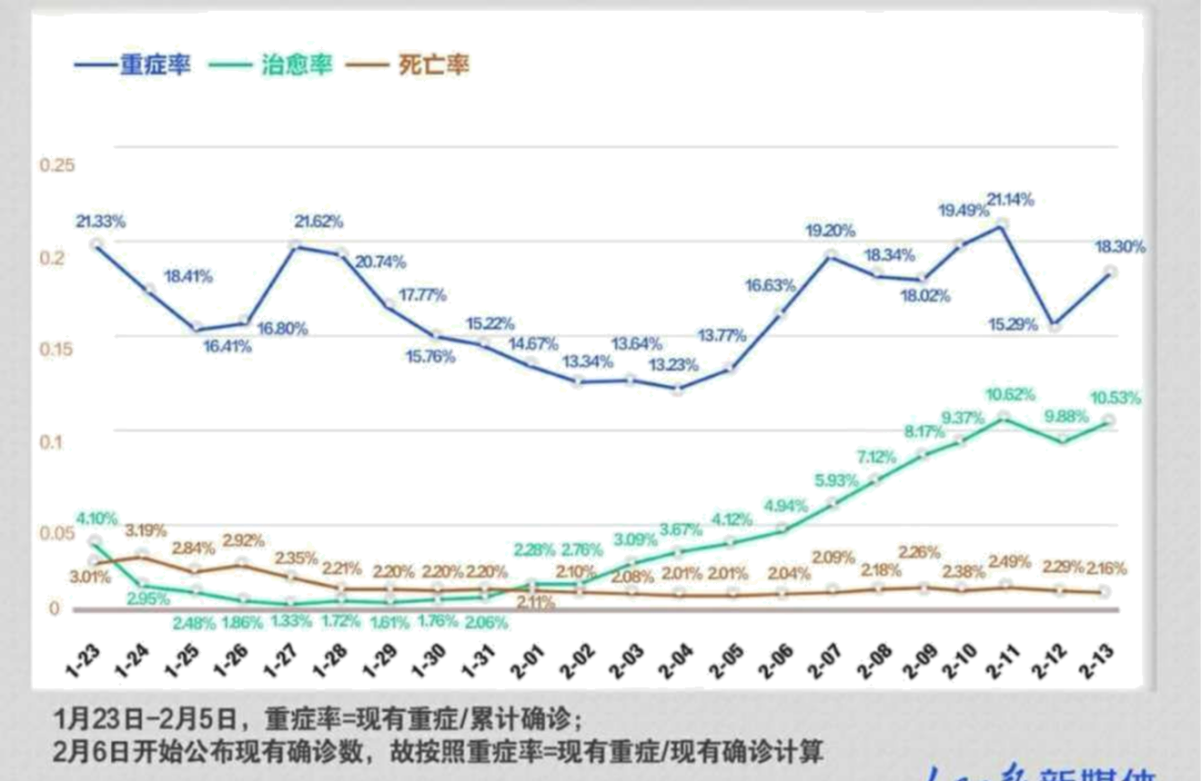 重症率 治愈率 死亡率
0.25
0.2
0.15
0.1
0.05
0
21.33% 18.41% 16.41% 16.80% 21.62% 20.74% 17.77% 15.76% 15.22% 14.67% 13.34% 13.64% 13.23% 13.77% 16.63% 19.20% 18.34% 18.02% 19.49% 21.14% 15.29% 18.30%
4.10% 2.95% 2.48% 1.86% 1.33% 1.72% 1.61% 1.76% 2.06% 2.28% 2.76% 3.09% 3.67% 4.12% 4.94% 5.93% 7.12% 8.17% 9.37% 10.62% 9.88% 10.53%
3.01% 3.19% 2.84% 2.92% 2.35% 2.21% 2.20% 2.20% 2.20% 2.11% 2.10% 2.08% 2.01% 2.01% 2.04% 2.09% 2.18% 2.26% 2.38% 2.49% 2.29% 2.16%
1-23 1-24 1-25 1-26 1-27 1-28 1-29 1-30 1-31 2-01 2-02 2-03 2-04 2-05 2-06 2-07 2-08 2-09 2-10 2-11 2-12 2-13
1月23日-2月5日，重症率=现有重症/累计确诊；
2月6日开始公布现有确诊数，故按照重症率=现有重症/现有确诊计算
新媒体